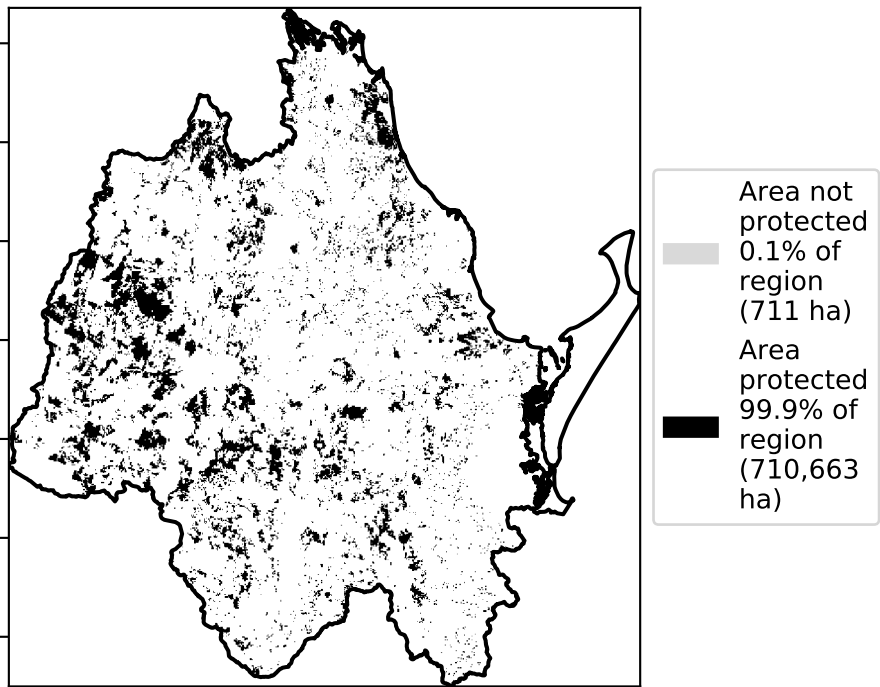 Area not
protected
0.1% of
region
(711 ha)
Area
protected
99.9% of
region
(710,663
ha)